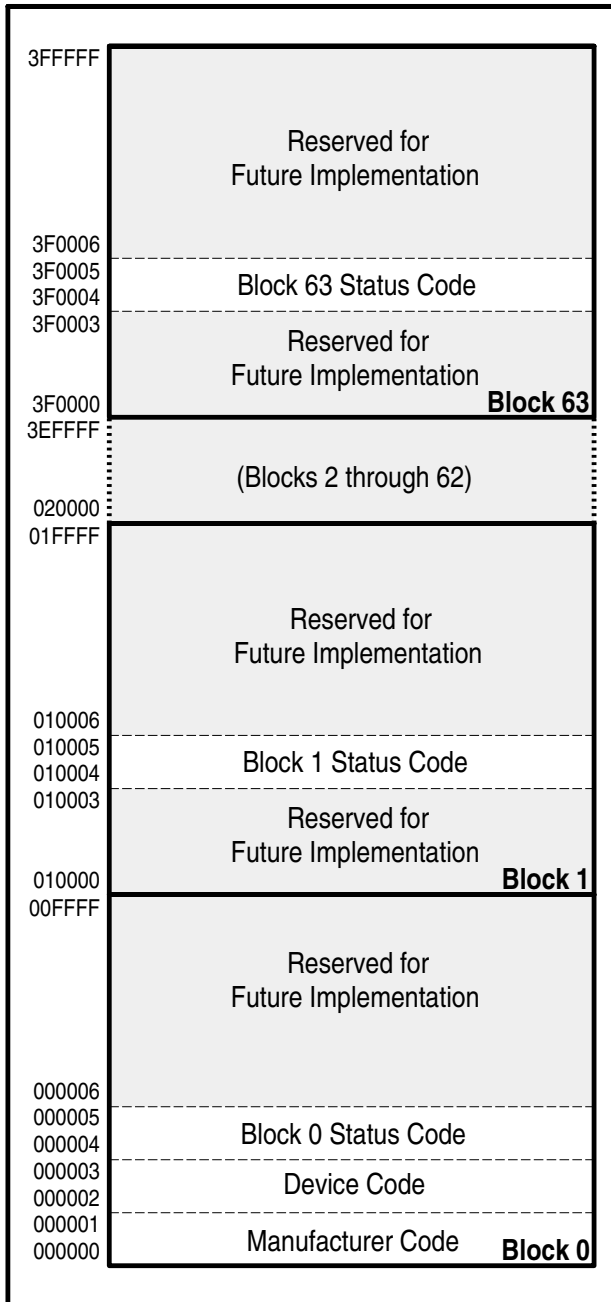 3FFFFF
Reserved for
Future Implementation
3F0006
3F0005
Block 63 Status Code
3F0004
3F0003
Reserved for
Future Implementation
3F0000
Block 63
3EFFFF
(Blocks 2 through 62)
020000
01FFFF
Reserved for
Future Implementation
010006
010005
Block 1 Status Code
010004
010003
Reserved for
Future Implementation
010000
Block 1
00FFFF
Reserved for
Future Implementation
000006
000005
Block 0 Status Code
000004
000003
Device Code
000002
000001
Manufacturer Code
000000
Block 0